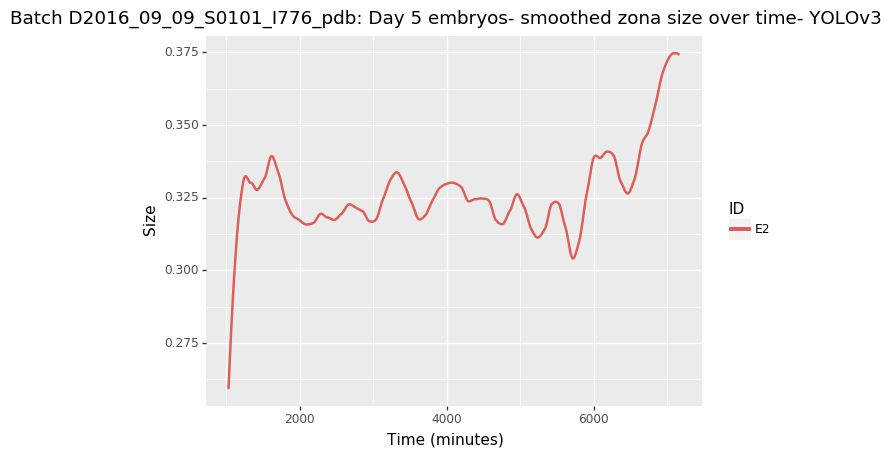 Batch D2016_09_09_S0101_I776_pdb: Day 5 embryos- smoothed zona size over time- YOLOv3
0.375
0.350
0.325
0.300
0.275
Size
2000
4000
6000
Time (minutes)
ID
E2